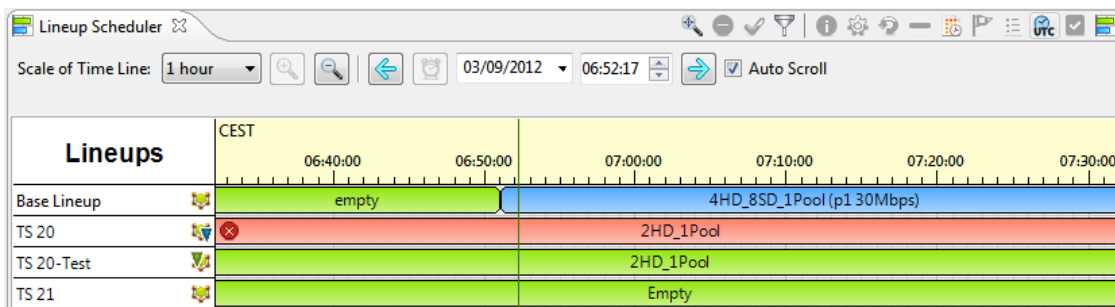 Lineup Scheduler
UTC
Scale of Time Line: 1 hour 03/09/2012 06:52:17 Auto Scroll
Lineups
CEST
06:40:00 06:50:00 07:00:00 07:10:00 07:20:00 07:30:00
Base Lineup empty 4HD_8SD_1Pool (p1 30Mbps)
TS 20 2HD_1Pool
TS 20-Test 2HD_1Pool
TS 21 Empty